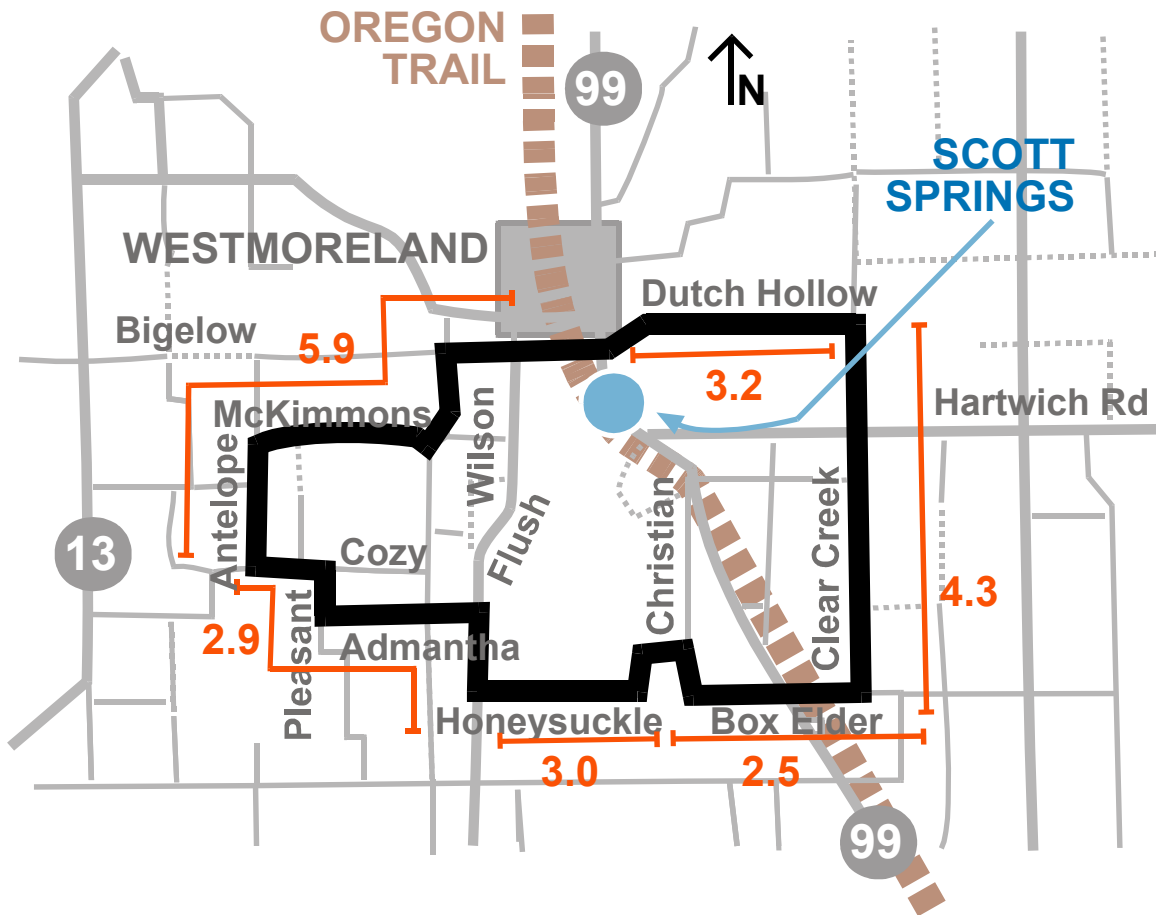 OREGON
TRAIL
99
N
SCOTT
SPRINGS
WESTMORELAND
Dutch Hollow
Bigelow
5.9
3.2
McKimmons
Hartwich Rd
Wilson
Antelope
Flush
Christian
Clear Creek
13
Cozy
4.3
2.9
Pleasant
Admantha
Honeysuckle
Box Elder
3.0
2.5
99